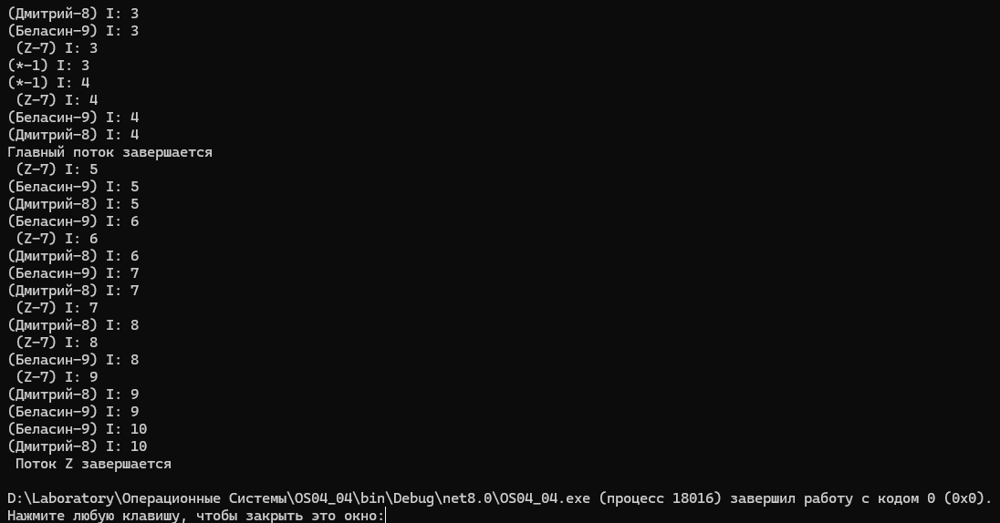 (Дмитрий-8) I: 3
(Беласин-9) I: 3
(Z-7) I: 3
(*-1) I: 3
(*-1) I: 4
(Z-7) I: 4
(Беласин-9) I: 4
(Дмитрий-8) I: 4
Главный поток завершается
(Z-7) I: 5
(Беласин-9) I: 5
(Дмитрий-8) I: 5
(Беласин-9) I: 6
(Z-7) I: 6
(Дмитрий-8) I: 6
(Беласин-9) I: 7
(Дмитрий-8) I: 7
(Z-7) I: 7
(Дмитрий-8) I: 8
(Z-7) I: 8
(Беласин-9) I: 8
(Z-7) I: 9
(Дмитрий-8) I: 9
(Беласин-9) I: 9
(Беласин-9) I: 10
(Дмитрий-8) I: 10
Поток Z завершается
D:\Laboratory\Операционные Системы\OS04_04\bin\Debug\net8.0\OS04_04.exe (процесс 18016) завершил работу с кодом 0 (0x0).
Нажмите любую клавишу, чтобы закрыть это окно: